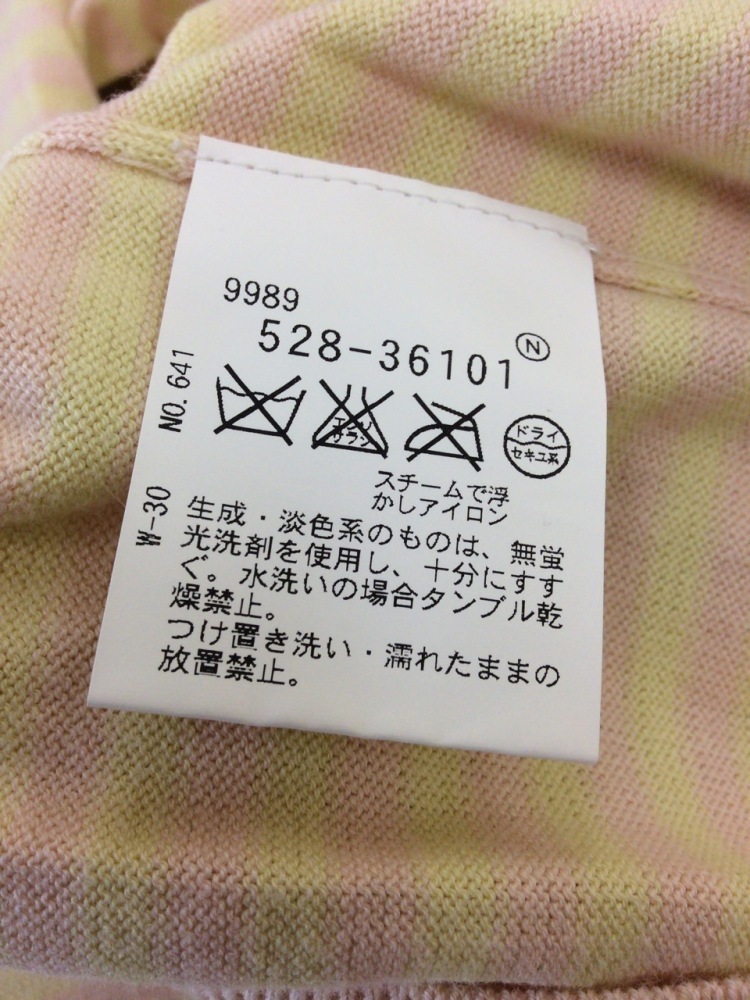 9989
528-36101 Ⓝ
NO. 641
エンソ
サラシ
ドライ
セキユ系
スチームで浮
かしアイロン
W-30
生成・淡色系のものは、無蛍
光洗剤を使用し、十分にすす
ぐ。水洗いの場合タンブル乾
燥禁止。
つけ置き洗い・濡れたままの
放置禁止。